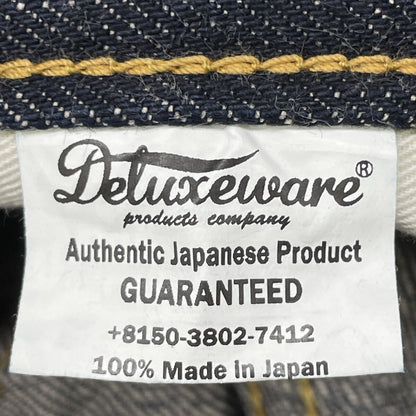 Deluxeware®
products company
Authentic Japanese Product
GUARANTEED
+8150-3802-7412
100% Made in Japan